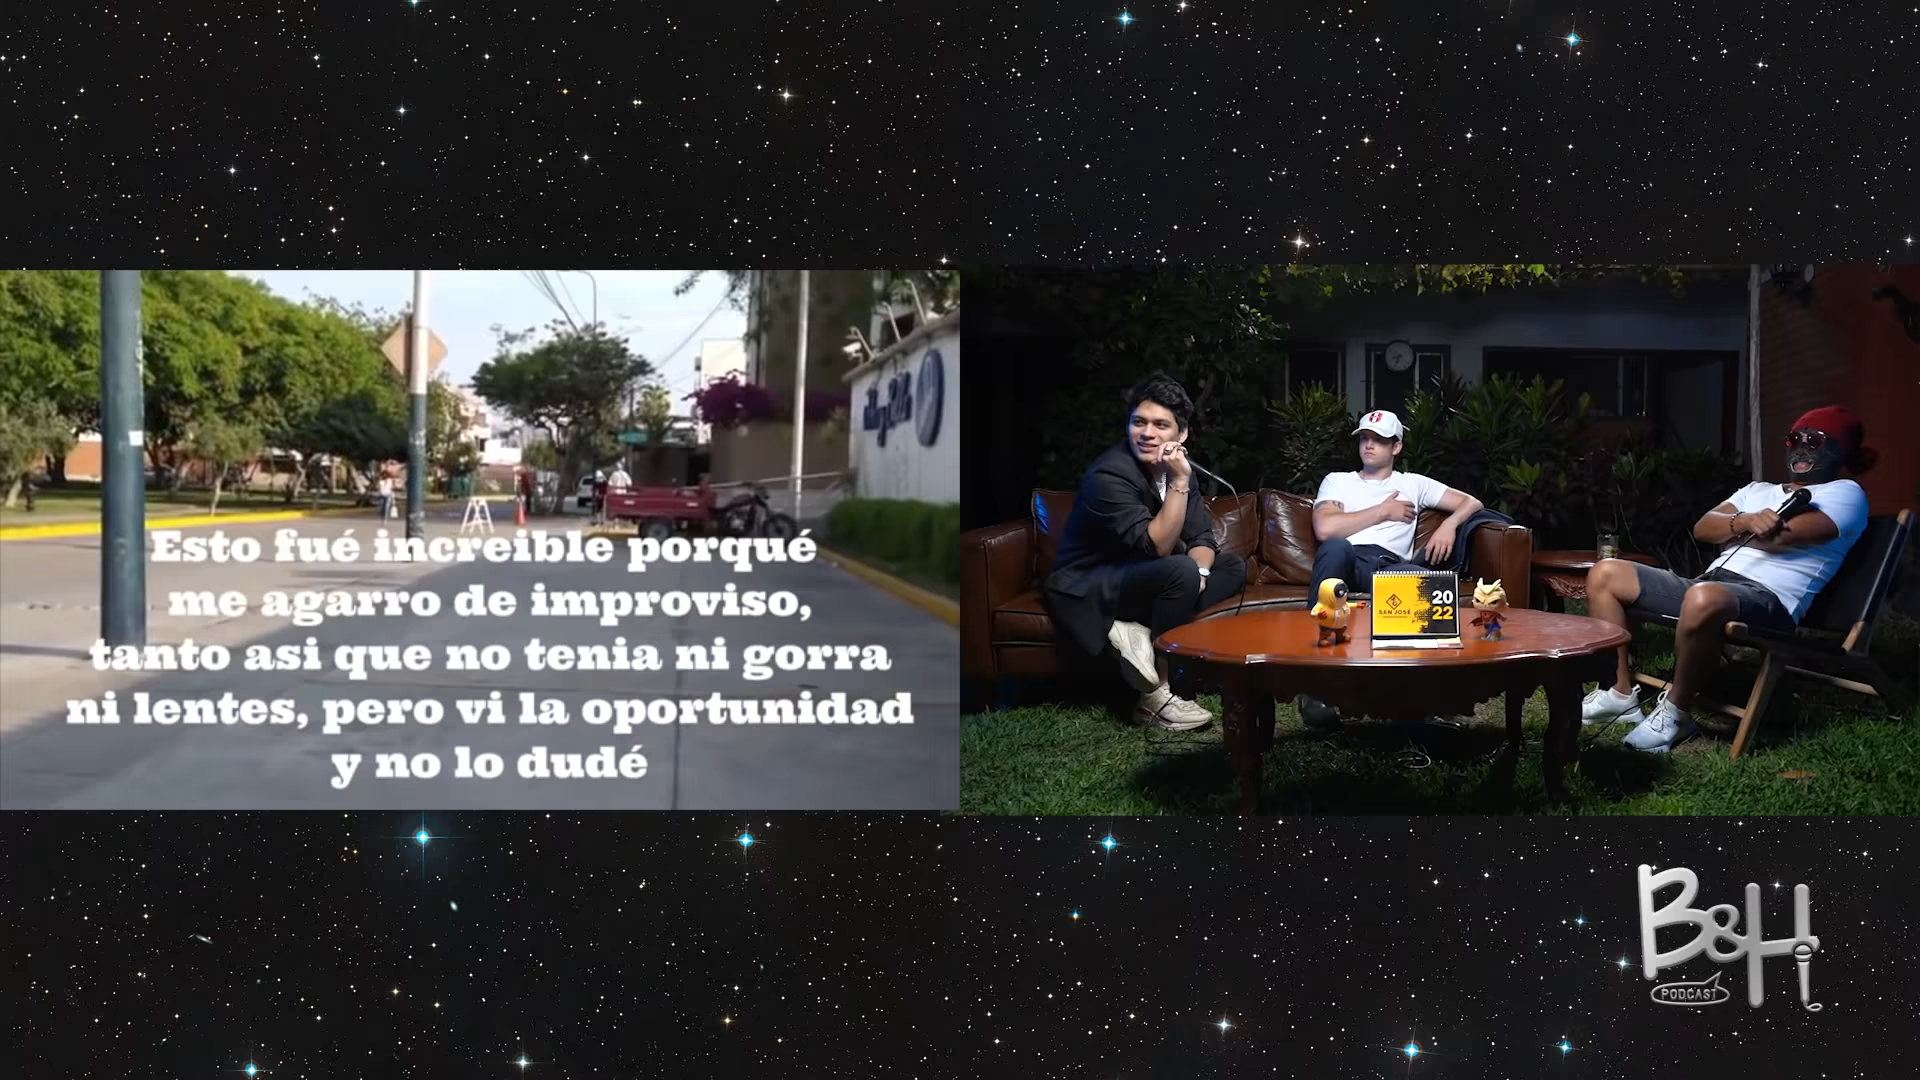 Esto fué increible porqué
me agarro de improviso,
tanto asi que no tenia ni gorra
ni lentes, pero vi la oportunidad
y no lo dudé
SAN JOSÉ
20
22
B&H
PODCAST